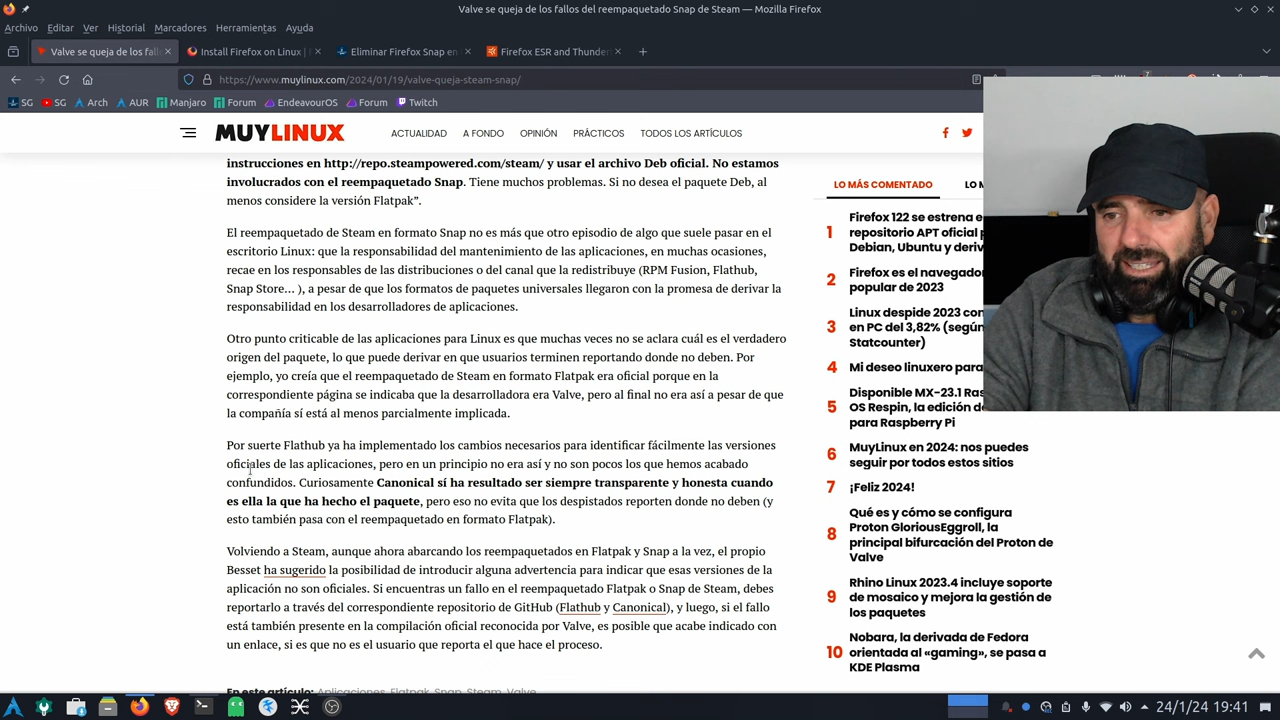 Valve se queja de los fallos del reempaquetado Snap de Steam — Mozilla Firefox
Archivo Editar Ver Historial Marcadores Herramientas Ayuda
Valve se queja de los fall
Install Firefox on Linux |
Eliminar Firefox Snap en
Firefox ESR and Thunder
https://www.muylinux.com/2024/01/19/valve-queja-steam-snap/
SG SG Arch AUR Manjaro Forum EndeavourOS Forum Twitch
MUYLINUX
ACTUALIDAD A FONDO OPINIÓN PRÁCTICOS TODOS LOS ARTÍCULOS
instrucciones en http://repo.steampowered.com/steam/ y usar el archivo Deb oficial. No estamos
involucrados con el reempaquetado Snap. Tiene muchos problemas. Si no desea el paquete Deb, al
menos considere la versión Flatpak”.
El reempaquetado de Steam en formato Snap no es más que otro episodio de algo que suele pasar en el
escritorio Linux: que la responsabilidad del mantenimiento de las aplicaciones, en muchas ocasiones,
recae en los responsables de las distribuciones o del canal que la redistribuye (RPM Fusion, Flathub,
Snap Store… ), a pesar de que los formatos de paquetes universales llegaron con la promesa de derivar la
responsabilidad en los desarrolladores de aplicaciones.
Otro punto criticable de las aplicaciones para Linux es que muchas veces no se aclara cuál es el verdadero
origen del paquete, lo que puede derivar en que usuarios terminen reportando donde no deben. Por
ejemplo, yo creía que el reempaquetado de Steam en formato Flatpak era oficial porque en la
correspondiente página se indicaba que la desarrolladora era Valve, pero al final no era así a pesar de que
la compañía sí está al menos parcialmente implicada.
Por suerte Flathub ya ha implementado los cambios necesarios para identificar fácilmente las versiones
oficiales de las aplicaciones, pero en un principio no era así y no son pocos los que hemos acabado
confundidos. Curiosamente Canonical sí ha resultado ser siempre transparente y honesta cuando
es ella la que ha hecho el paquete, pero eso no evita que los despistados reporten donde no deben (y
esto también pasa con el reempaquetado en formato Flatpak).
Volviendo a Steam, aunque ahora abarcando los reempaquetados en Flatpak y Snap a la vez, el propio
Besset ha sugerido la posibilidad de introducir alguna advertencia para indicar que esas versiones de la
aplicación no son oficiales. Si encuentras un fallo en el reempaquetado Flatpak o Snap de Steam, debes
reportarlo a través del correspondiente repositorio de GitHub (Flathub y Canonical), y luego, si el fallo
está también presente en la compilación oficial reconocida por Valve, es posible que acabe indicado con
un enlace, si es que no es el usuario que reporta el que hace el proceso.
En este artículo: Aplicaciones, Flatpak, Snap, Steam, Valve
LO MÁS COMENTADO
LO M
1 Firefox 122 se estrena e
repositorio APT oficial p
Debian, Ubuntu y deriv
2 Firefox es el navegador
popular de 2023
3 Linux despide 2023 con
en PC del 3,82% (según
Statcounter)
4 Mi deseo linuxero para
5 Disponible MX-23.1 Ras
OS Respin, la edición de
para Raspberry Pi
6 MuyLinux en 2024: nos puedes
seguir por todos estos sitios
7 ¡Feliz 2024!
8 Qué es y cómo se configura
Proton GloriousEggroll, la
principal bifurcación del Proton de
Valve
9 Rhino Linux 2023.4 incluye soporte
de mosaico y mejora la gestión de
los paquetes
10 Nobara, la derivada de Fedora
orientada al «gaming», se pasa a
KDE Plasma
24/1/24 19:41